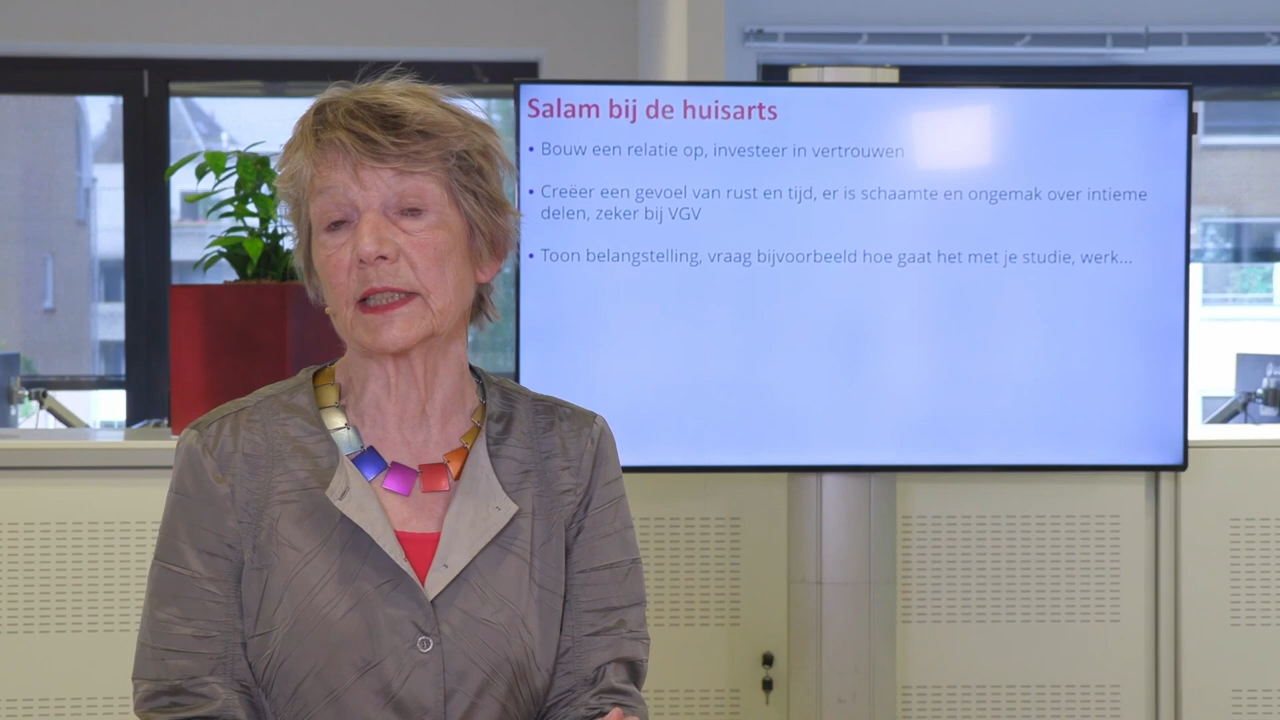 Salam bij de huisarts
• Bouw een relatie op, investeer in vertrouwen
• Creëer een gevoel van rust en tijd, er is schaamte en ongemak over intieme
delen, zeker bij VGV
• Toon belangstelling, vraag bijvoorbeeld hoe gaat het met je studie, werk...